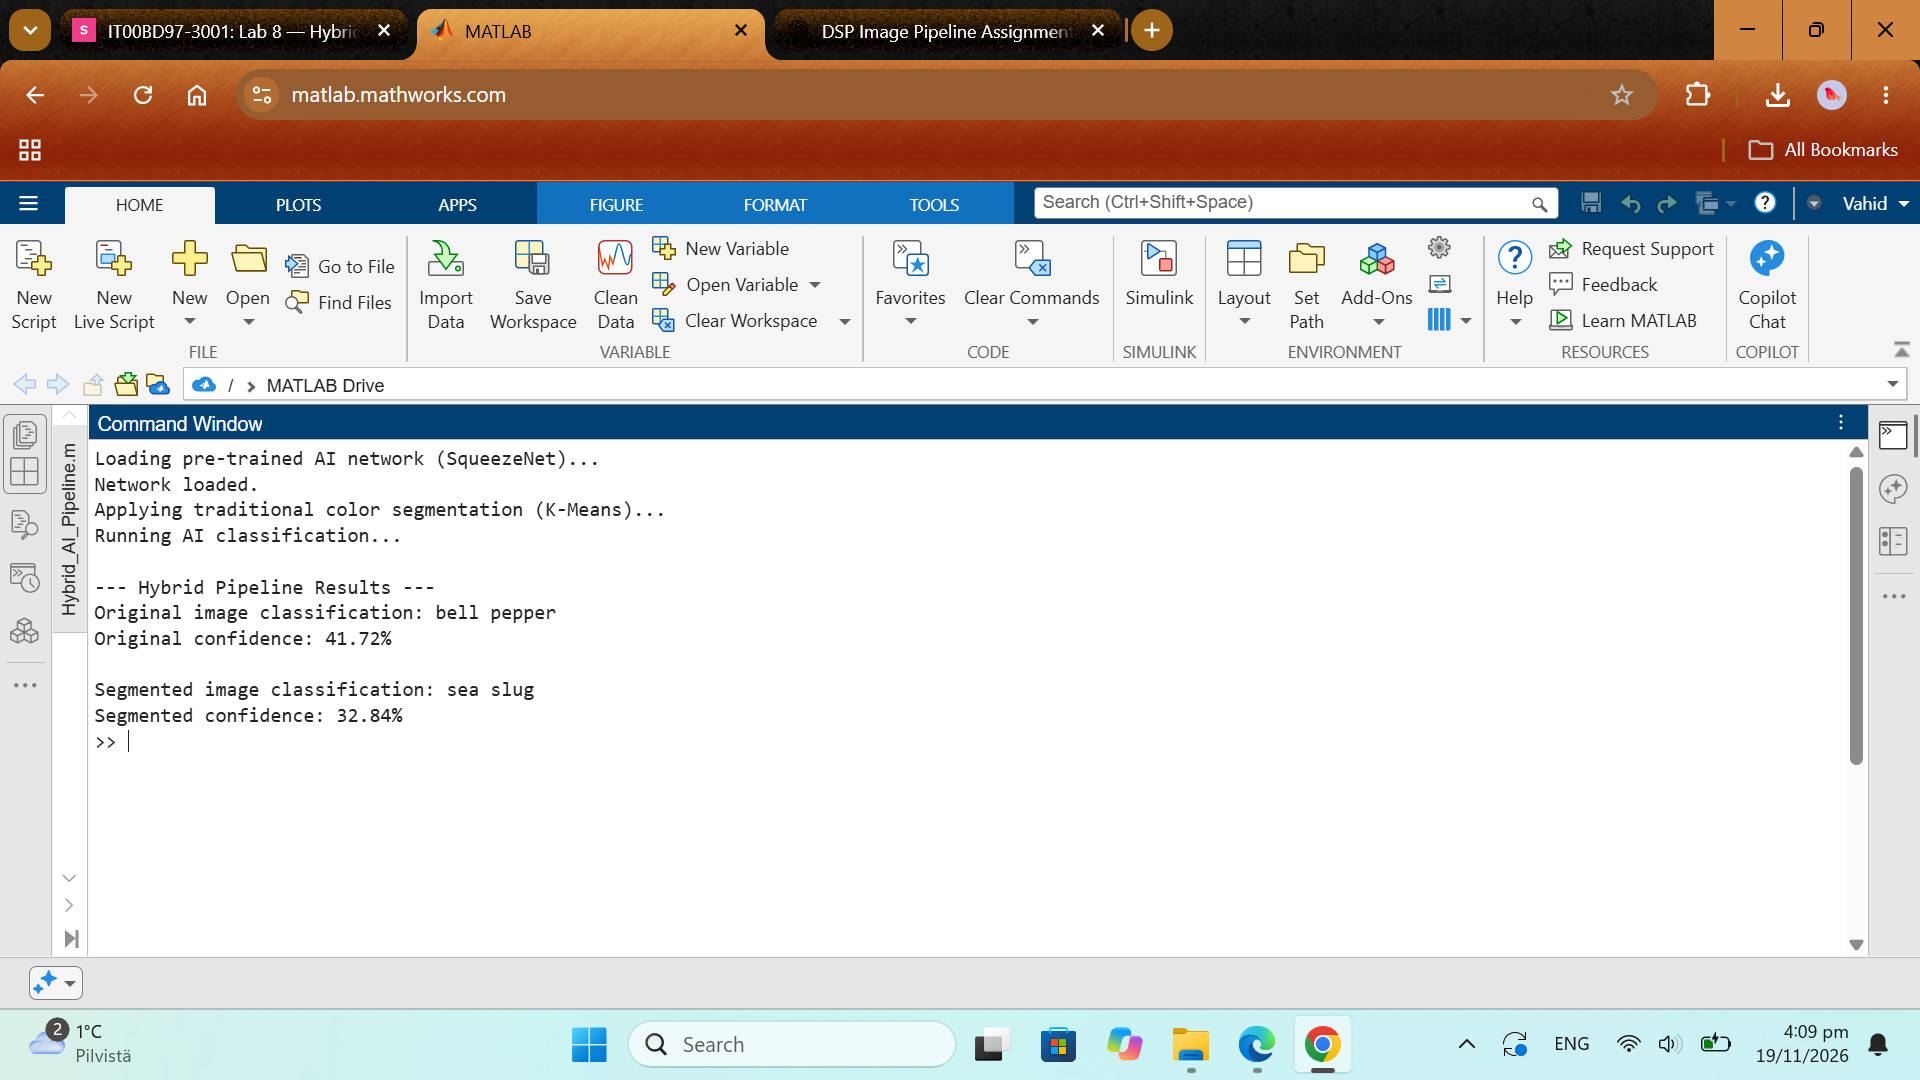 S IT00BD97-3001: Lab 8 — Hybri
MATLAB
DSP Image Pipeline Assignment
matlab.mathworks.com
All Bookmarks
HOME PLOTS APPS FIGURE FORMAT TOOLS Search (Ctrl+Shift+Space) Vahid
New Script
New Live Script
New
Open
Go to File
Find Files
FILE
Import Data
Save Workspace
Clean Data
New Variable
Open Variable
Clear Workspace
VARIABLE
Favorites
Clear Commands
CODE
Simulink
SIMULINK
Layout
Set Path
Add-Ons
ENVIRONMENT
Help
Request Support
Feedback
Learn MATLAB
RESOURCES
Copilot Chat
COPILOT
/ › MATLAB Drive
Hybrid_AI_Pipeline.m
Command Window
Loading pre-trained AI network (SqueezeNet)...
Network loaded.
Applying traditional color segmentation (K-Means)...
Running AI classification...
--- Hybrid Pipeline Results ---
Original image classification: bell pepper
Original confidence: 41.72%
Segmented image classification: sea slug
Segmented confidence: 32.84%
>>
2
1°C
Pilvistä
Search
ENG
4:09 pm
19/11/2026